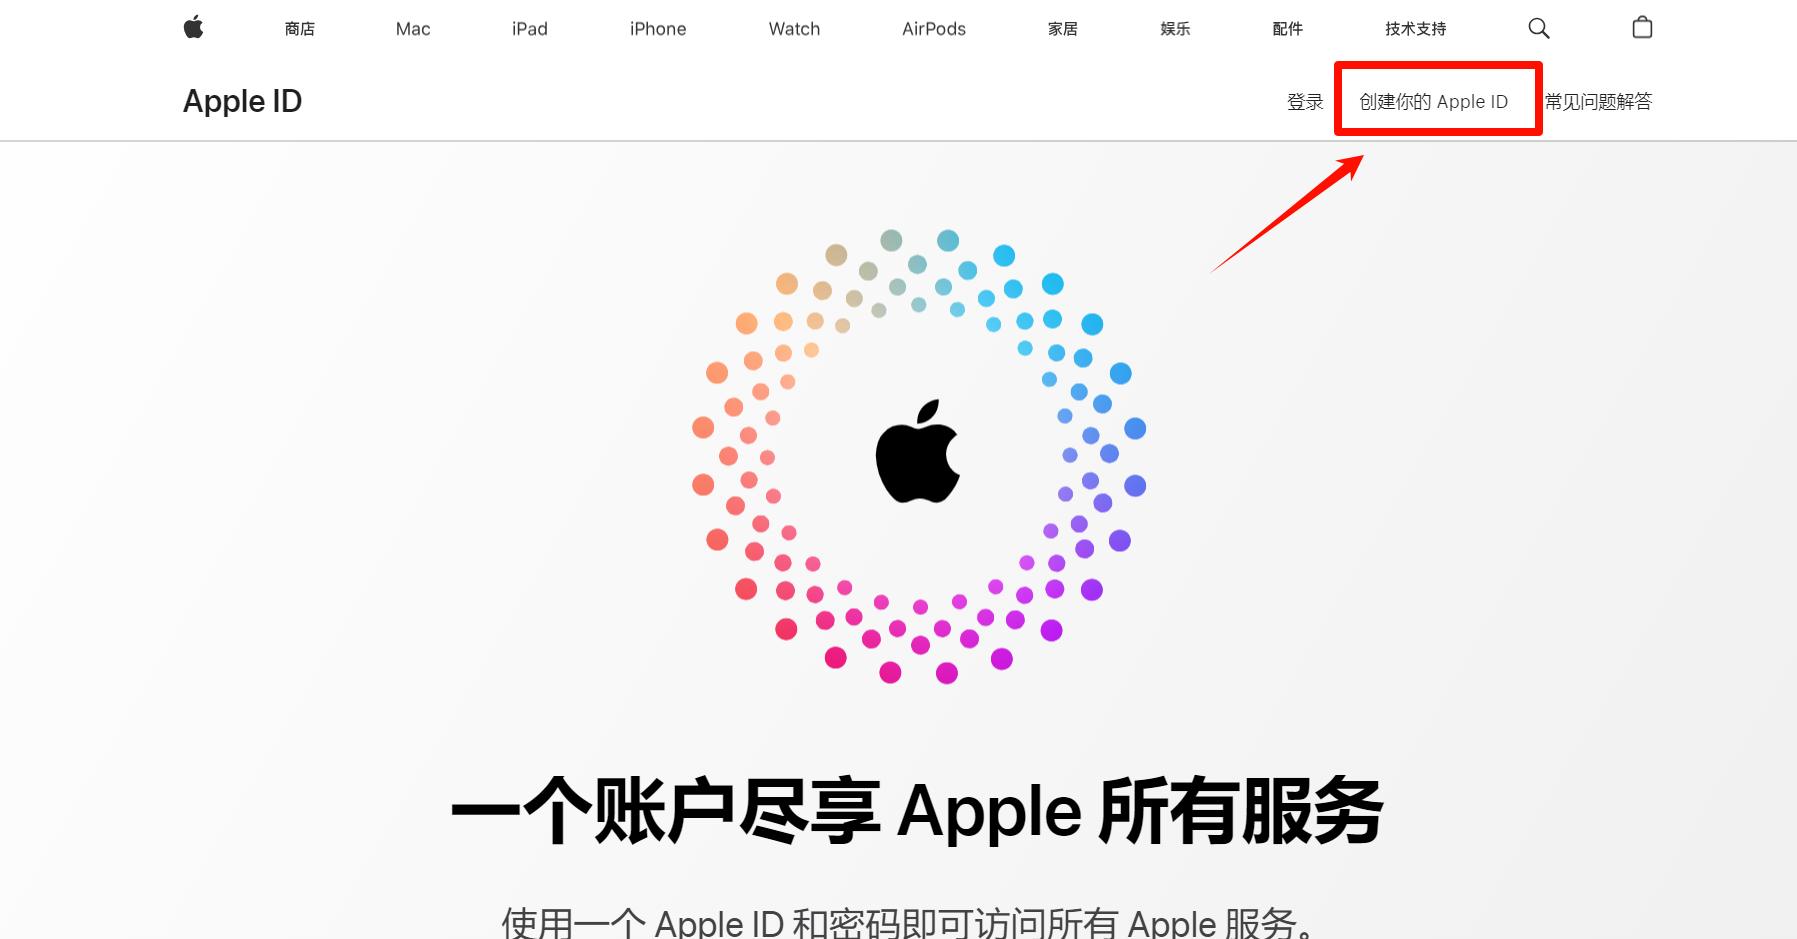 商店 Mac iPad iPhone Watch AirPods 家居 娱乐 配件 技术支持
Apple ID 登录 创建你的 Apple ID 常见问题解答
一个账户尽享 Apple 所有服务
使用一个 Apple ID 和密码即可访问所有 Apple 服务。